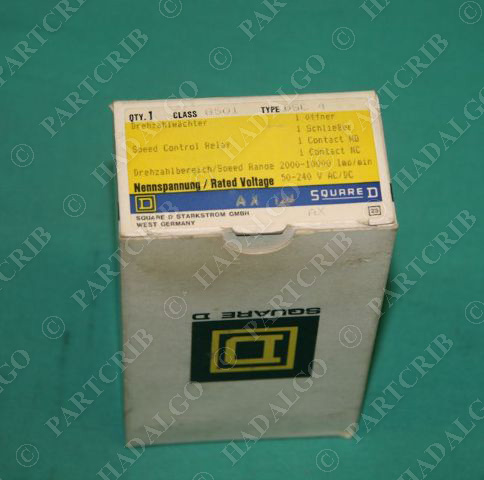 QTY. 1 CLASS 8501 TYPE DSL 4
Drehzahlwächter 1 Öffner
1 Schließer
Speed Control Relay 1 Contact NO
1 Contact NC
Drehzahlbereich/Speed Range 2000-10000 Imp/min
Nennspannung / Rated Voltage 50-240 V AC/DC
D AX SQUARE D
SQUARE D STARKSTROM GMBH AX 23
WEST GERMANY
SQUARE D
D
© PARTCRIB
© HADALGO